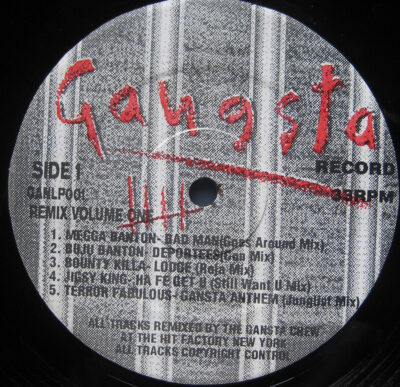 Gangsta
SIDE 1
RECORD
GANLP001
33RPM
REMIX VOLUME ONE
1. MEGGA BANTON- BAD MAN(Goes Around Mix)
2. BUJU BANTON- DEPORTEES(Con Mix)
3. BOUNTY KILLA- LODGE (Roja Mix)
4. JIGSY KING- HA FE GET U (Still Want U Mix)
5. TERROR FABULOUS- GANSTA ANTHEM (Junglist Mix)
ALL TRACKS REMIXED BY THE GANSTA CREW
AT THE HIT FACTORY NEW YORK
ALL TRACKS COPYRIGHT CONTROL